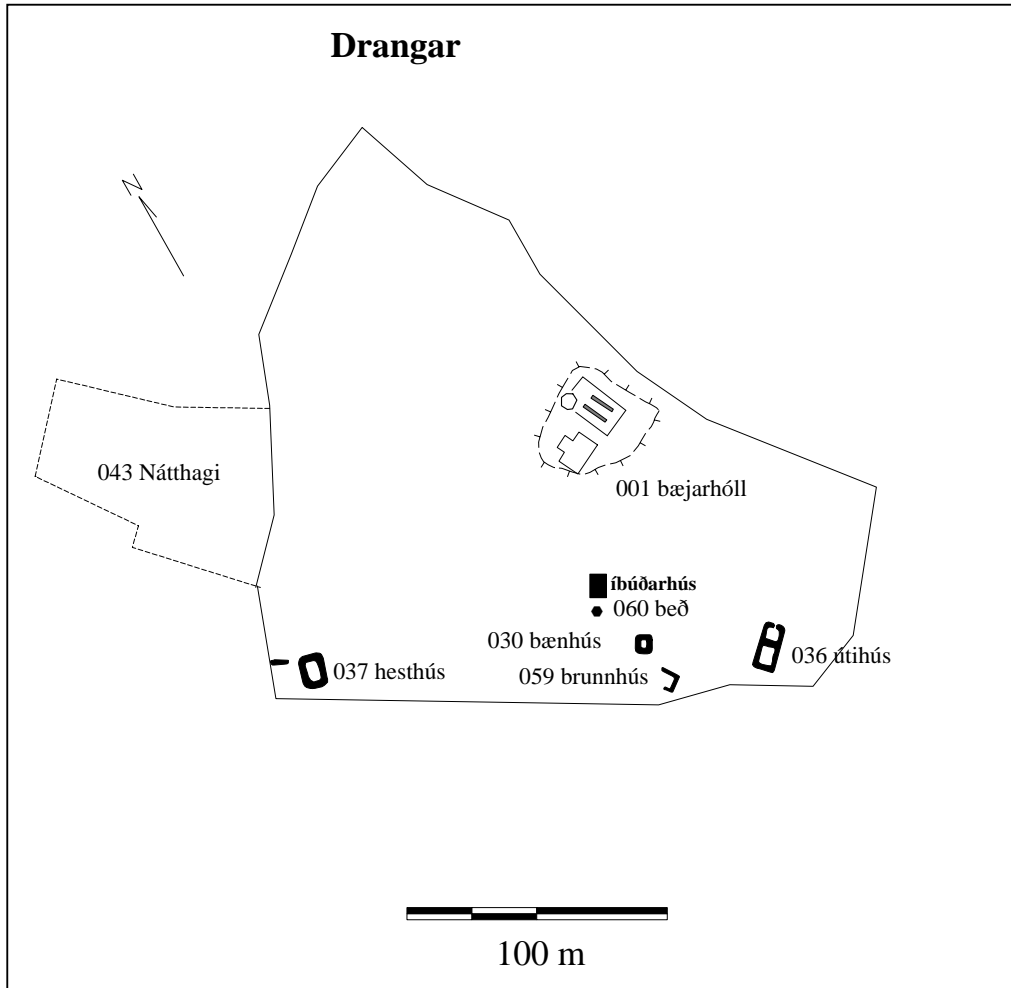 Drangar
N
043 Nátthagi
001 bæjarhóll
íbúðarhús
060 beð
030 bænhús
036 útihús
037 hesthús
059 brunnhús
100 m